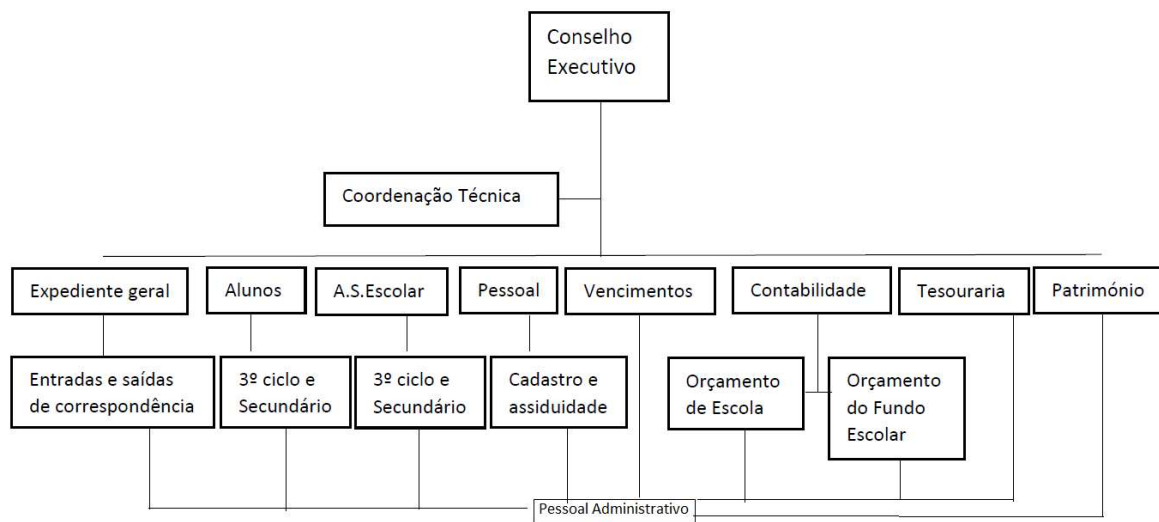 Conselho
Executivo
Coordenação Técnica
Expediente geral
Alunos
A.S.Escolar
Pessoal
Vencimentos
Contabilidade
Tesouraria
Património
Entradas e saídas
de correspondência
3º ciclo e
Secundário
3º ciclo e
Secundário
Cadastro e
assiduidade
Orçamento
de Escola
Orçamento
do Fundo
Escolar
Pessoal Administrativo